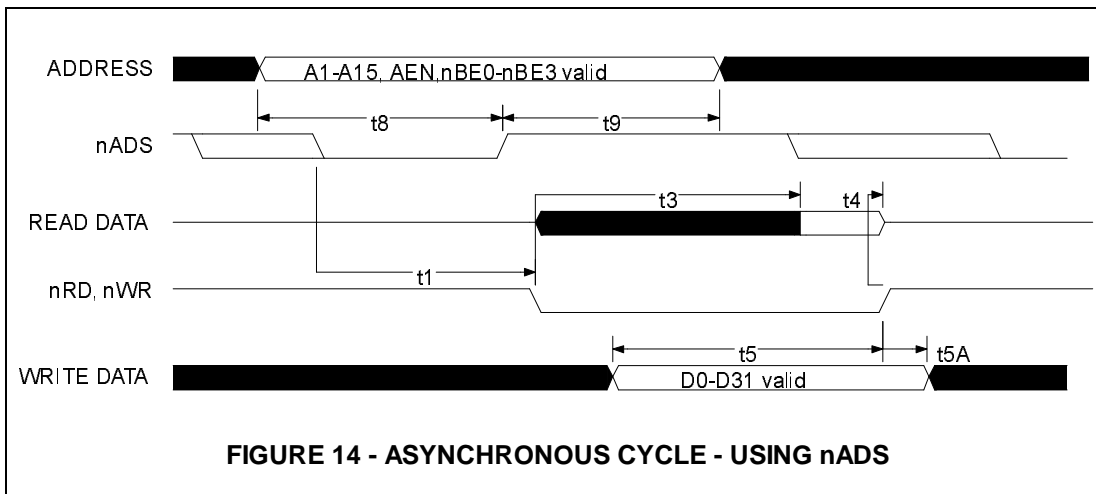 ADDRESS
A1-A15, AEN,nBE0-nBE3 valid
t8
t9
nADS
t3
t4
READ DATA
t1
nRD, nWR
t5
t5A
WRITE DATA
D0-D31 valid
FIGURE 14 - ASYNCHRONOUS CYCLE - USING nADS